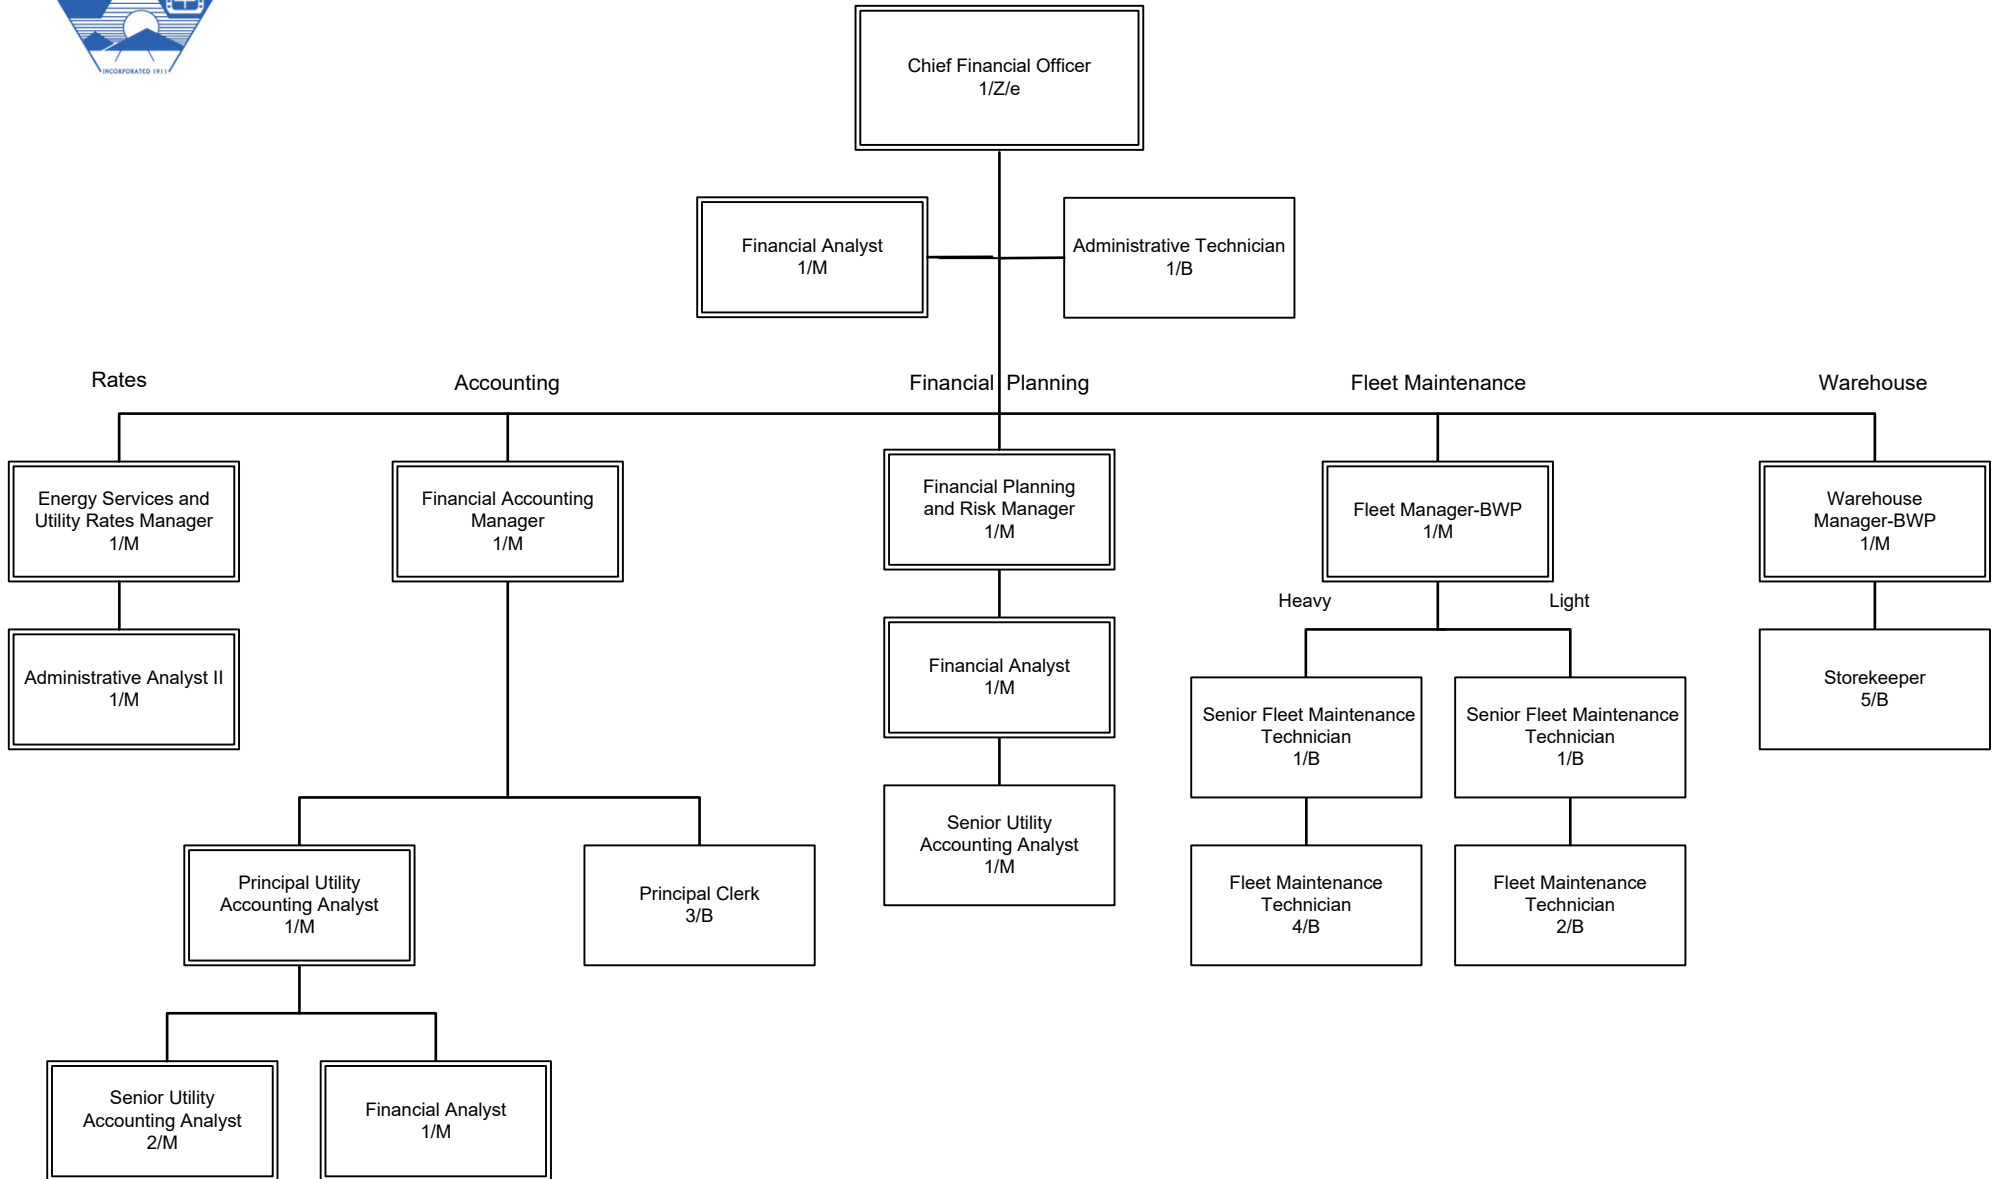 INCORPORATED 1911
Chief Financial Officer
1/Z/e
Financial Analyst
1/M
Administrative Technician
1/B
Rates
Accounting
Financial Planning
Fleet Maintenance
Warehouse
Energy Services and
Utility Rates Manager
1/M
Financial Accounting
Manager
1/M
Financial Planning
and Risk Manager
1/M
Fleet Manager-BWP
1/M
Warehouse
Manager-BWP
1/M
Heavy
Light
Administrative Analyst II
1/M
Financial Analyst
1/M
Senior Fleet Maintenance
Technician
1/B
Senior Fleet Maintenance
Technician
1/B
Storekeeper
5/B
Principal Utility
Accounting Analyst
1/M
Principal Clerk
3/B
Senior Utility
Accounting Analyst
1/M
Fleet Maintenance
Technician
4/B
Fleet Maintenance
Technician
2/B
Senior Utility
Accounting Analyst
2/M
Financial Analyst
1/M